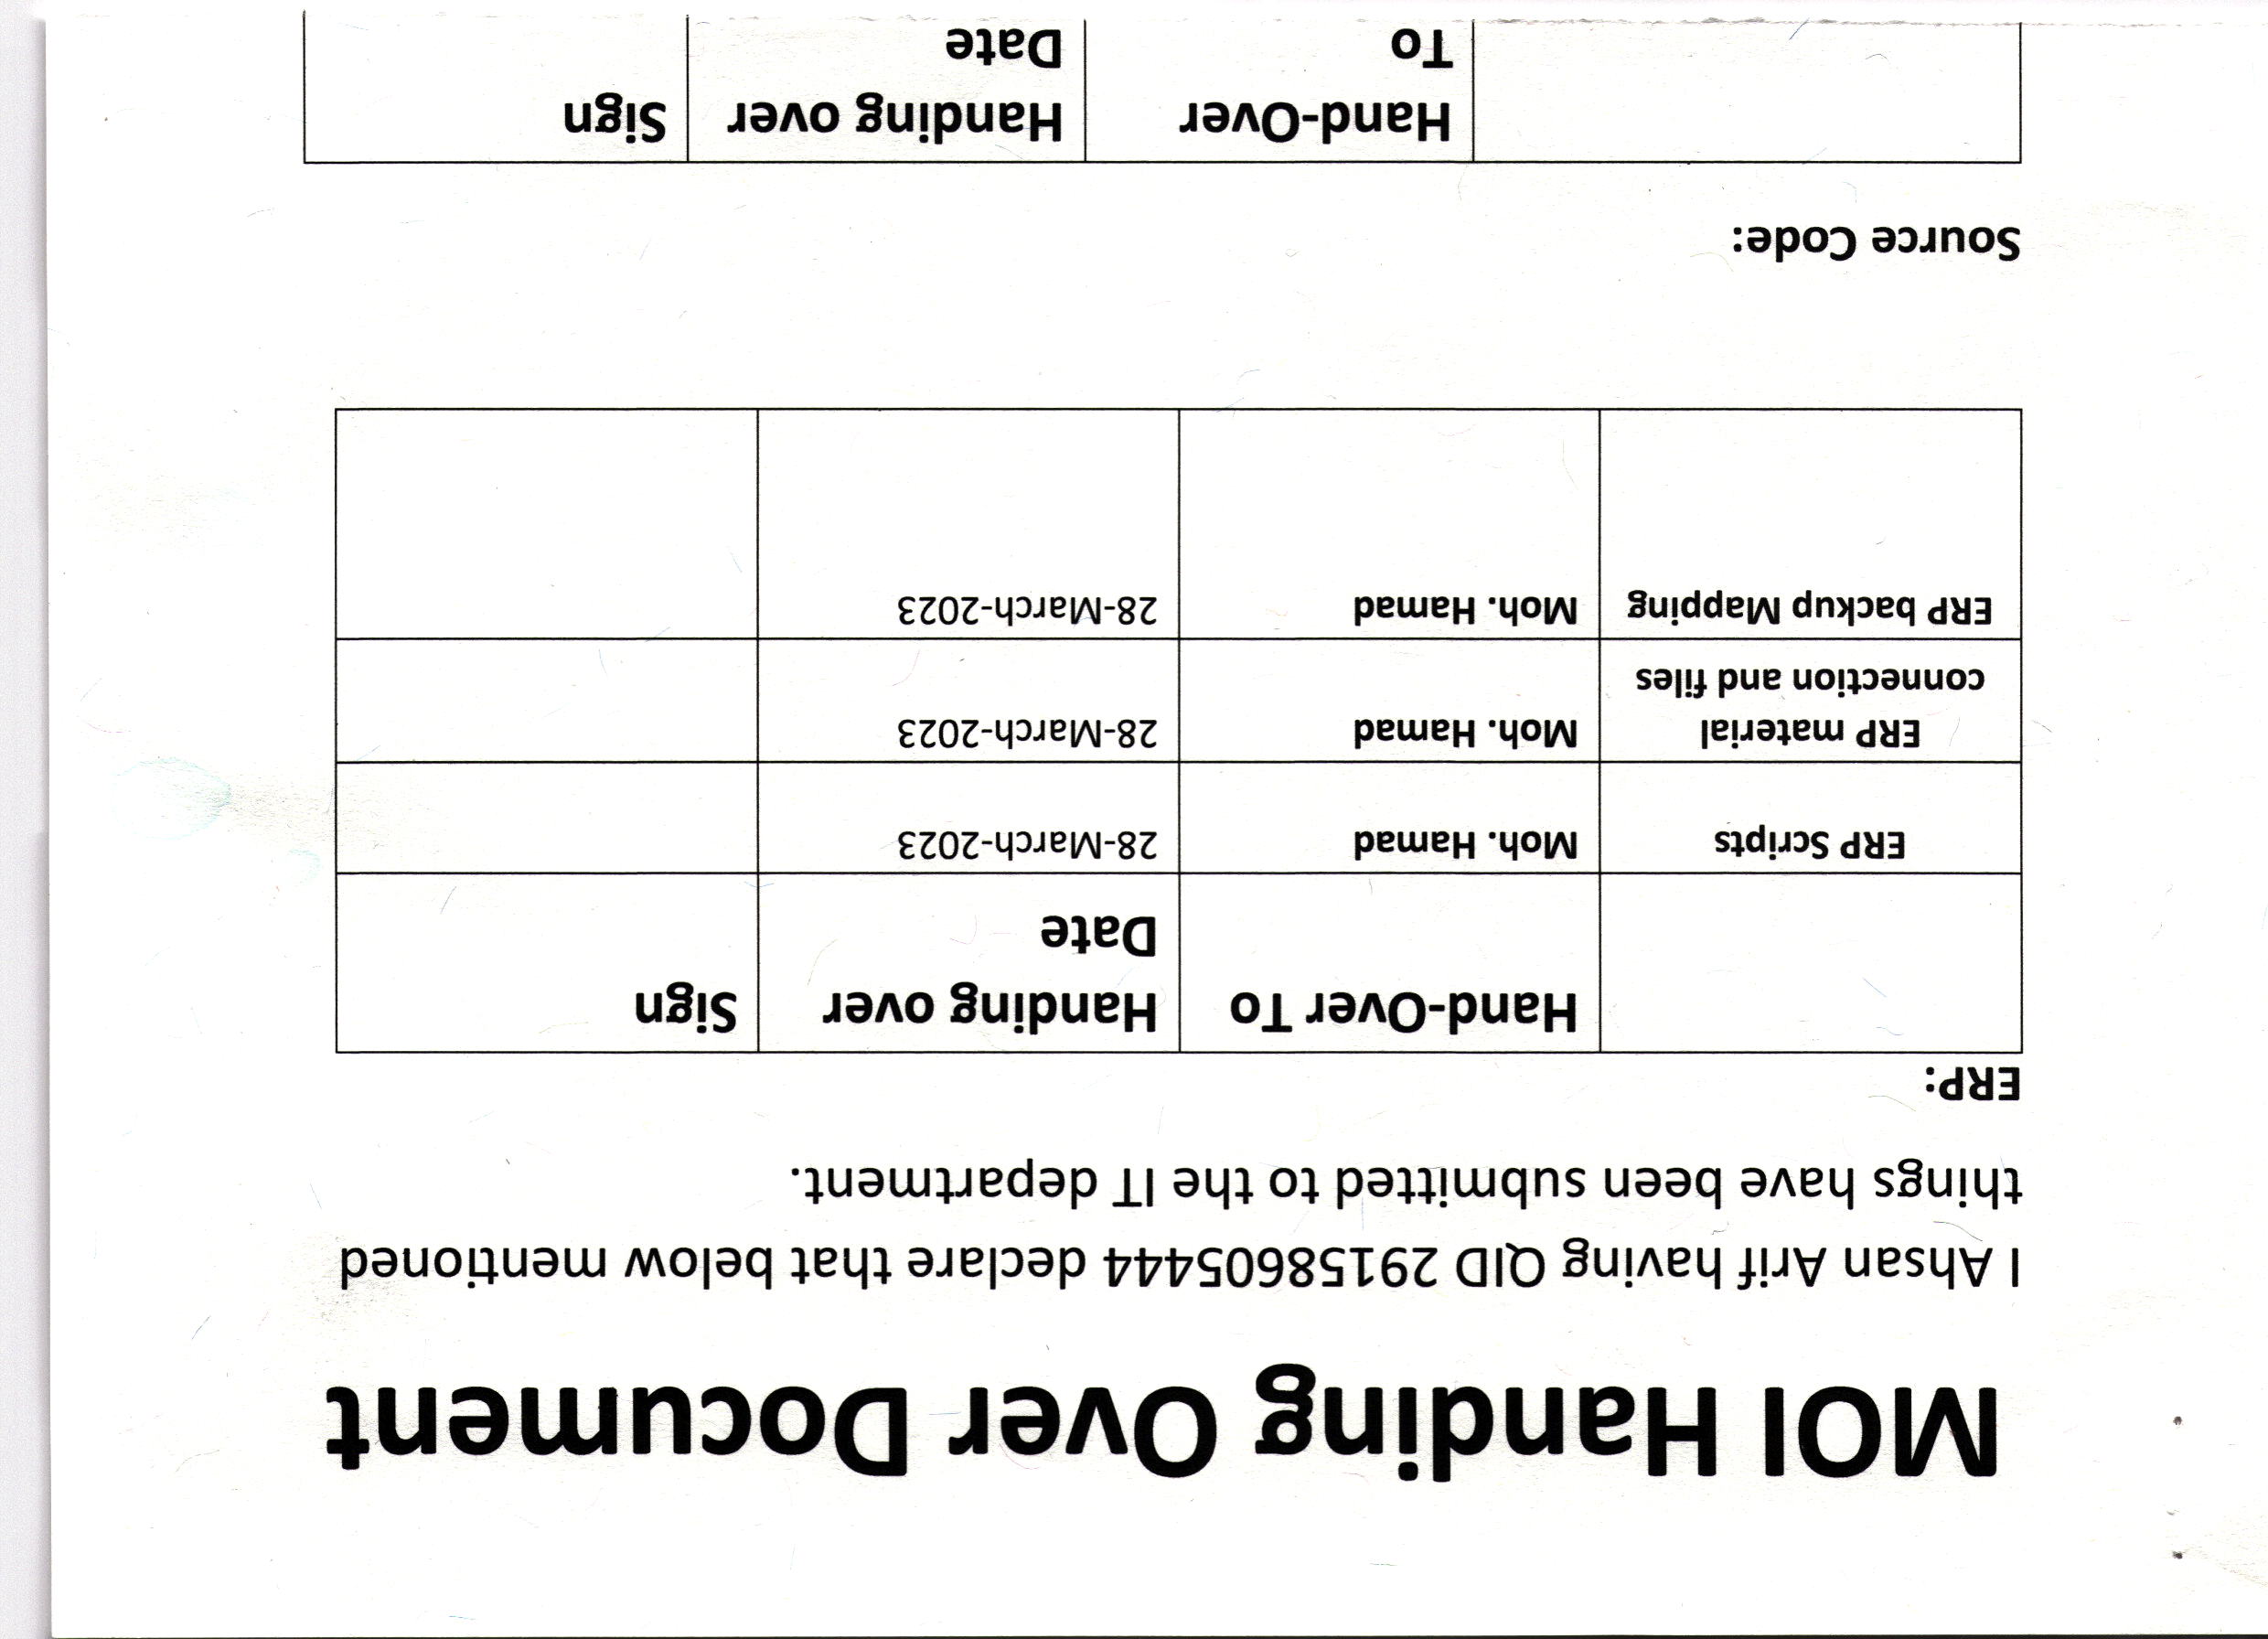 MOI Handing Over Document
I Ahsan Arif having QID 29158605444 declare that below mentioned
things have been submitted to the IT department.
ERP:
Hand-Over To Handing over Sign
Date
ERP Scripts Moh. Hamad 28-March-2023
ERP material Moh. Hamad 28-March-2023
connection and files
ERP backup Mapping Moh. Hamad 28-March-2023
Source Code:
Hand-Over Handing over Sign
To Date